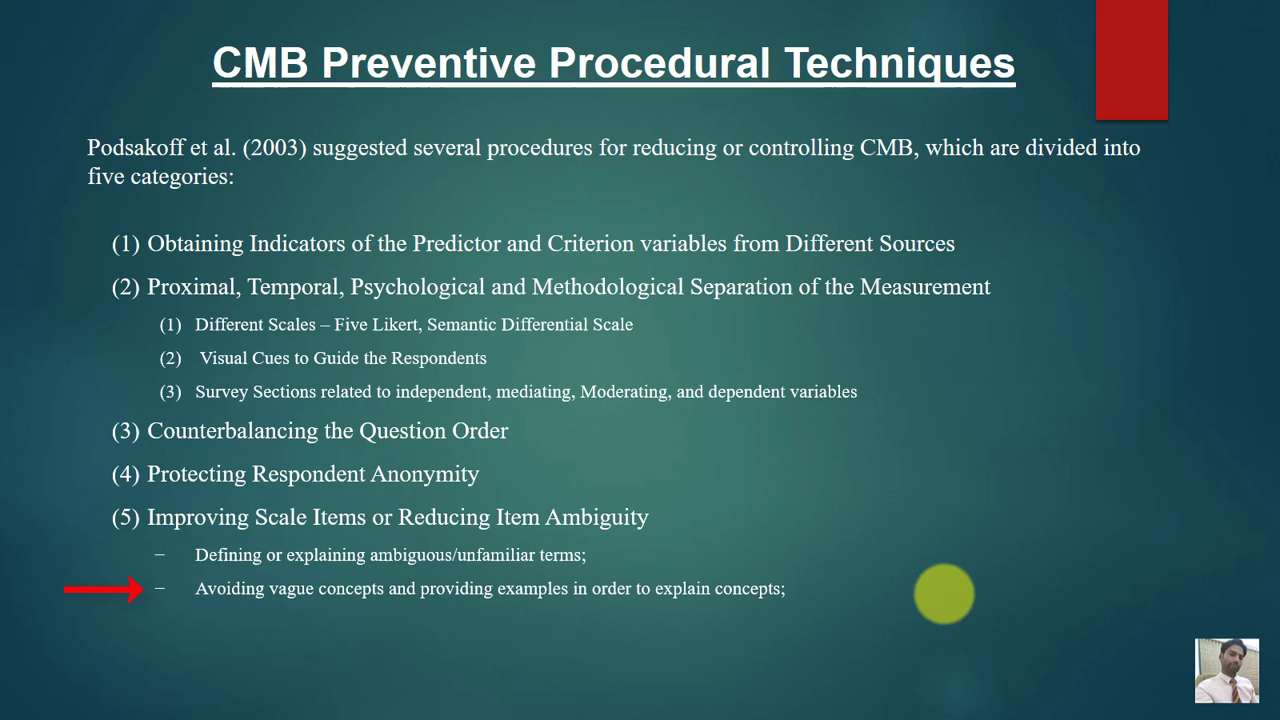 CMB Preventive Procedural Techniques
Podsakoff et al. (2003) suggested several procedures for reducing or controlling CMB, which are divided into
five categories:
(1) Obtaining Indicators of the Predictor and Criterion variables from Different Sources
(2) Proximal, Temporal, Psychological and Methodological Separation of the Measurement
(1) Different Scales – Five Likert, Semantic Differential Scale
(2) Visual Cues to Guide the Respondents
(3) Survey Sections related to independent, mediating, Moderating, and dependent variables
(3) Counterbalancing the Question Order
(4) Protecting Respondent Anonymity
(5) Improving Scale Items or Reducing Item Ambiguity
– Defining or explaining ambiguous/unfamiliar terms;
– Avoiding vague concepts and providing examples in order to explain concepts;